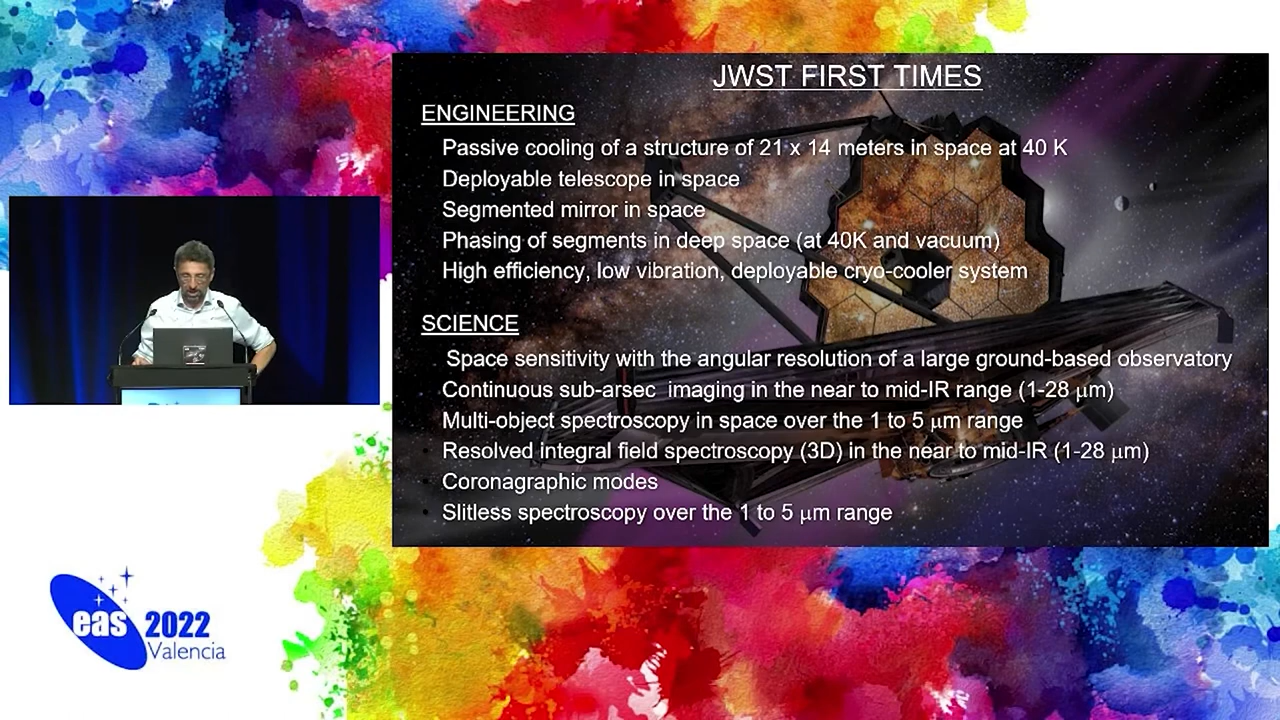 JWST FIRST TIMES
ENGINEERING
Passive cooling of a structure of 21 x 14 meters in space at 40 K
Deployable telescope in space
Segmented mirror in space
Phasing of segments in deep space (at 40K and vacuum)
High efficiency, low vibration, deployable cryo-cooler system
SCIENCE
Space sensitivity with the angular resolution of a large ground-based observatory
Continuous sub-arsec imaging in the near to mid-IR range (1-28 μm)
Multi-object spectroscopy in space over the 1 to 5 μm range
Resolved integral field spectroscopy (3D) in the near to mid-IR (1-28 μm)
Coronagraphic modes
Slitless spectroscopy over the 1 to 5 μm range
eas 2022
Valencia